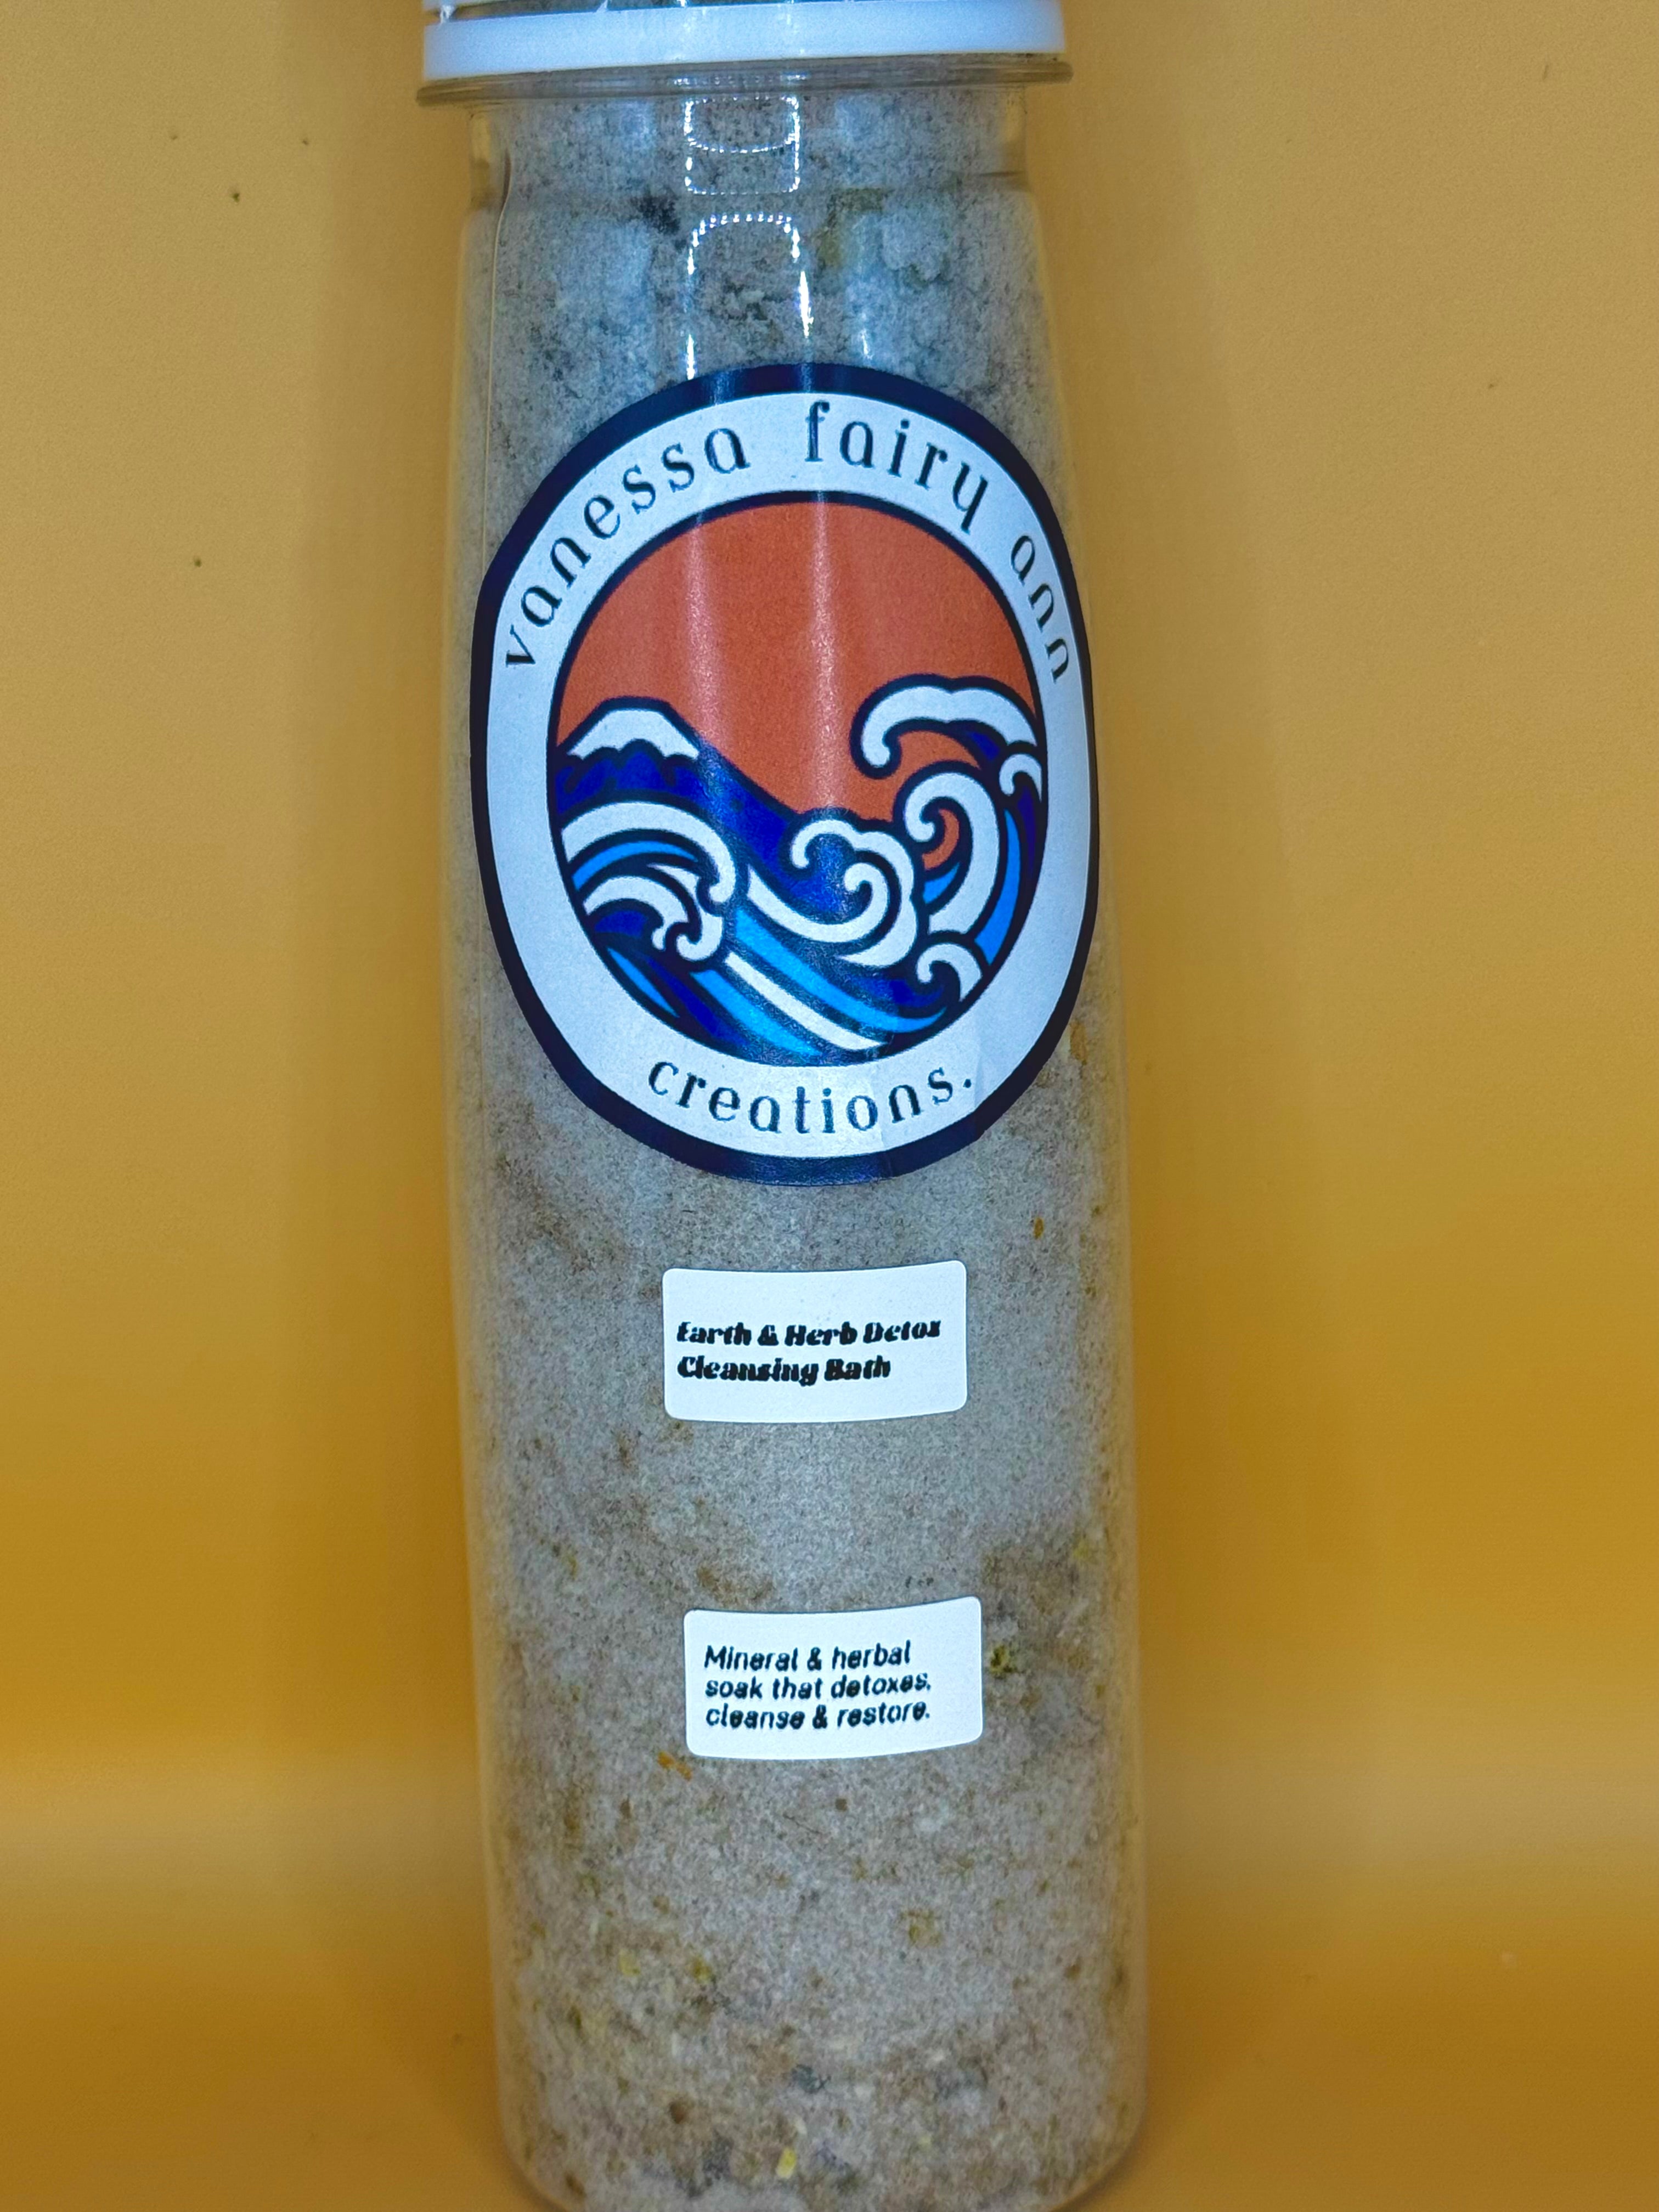 vanessa fairy ann
creations.
Earth & Herb Detox
Cleansing Bath
Mineral & herbal
soak that detoxes,
cleanse & restore.